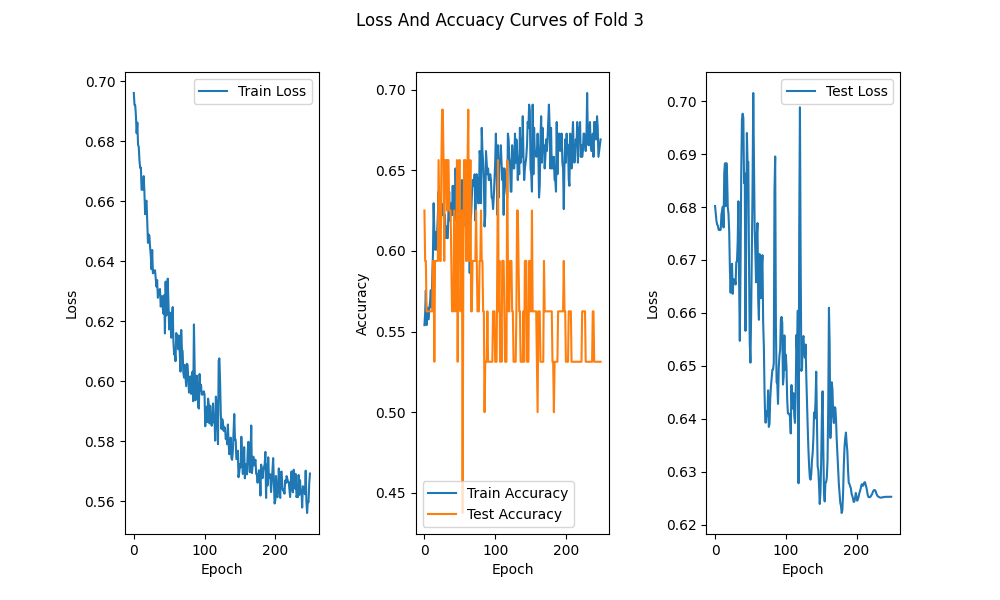 Loss And Accuacy Curves of Fold 3
0.70
0.68
0.66
0.64
0.62
0.60
0.58
0.56
Loss
0
100
200
Epoch
Train Loss
0.70
0.65
0.60
0.55
0.50
0.45
Accuracy
0
100
200
Epoch
Train Accuracy
Test Accuracy
0.70
0.69
0.68
0.67
0.66
0.65
0.64
0.63
0.62
Loss
0
100
200
Epoch
Test Loss